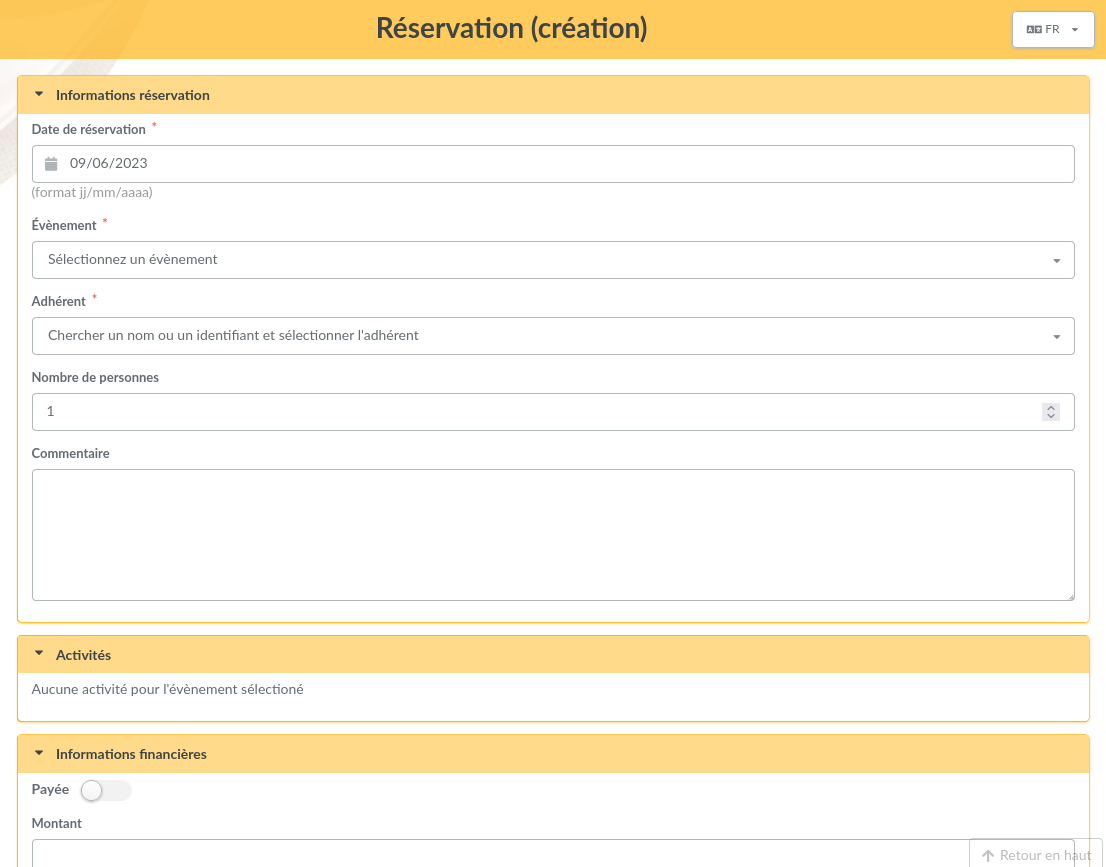 Réservation (création)
FR
Informations réservation
Date de réservation *
09/06/2023
(format jj/mm/aaaa)
Évènement *
Sélectionnez un évènement
Adhérent *
Chercher un nom ou un identifiant et sélectionner l'adhérent
Nombre de personnes
1
Commentaire
Activités
Aucune activité pour l'évènement sélectioné
Informations financières
Payée
Montant
Retour en haut